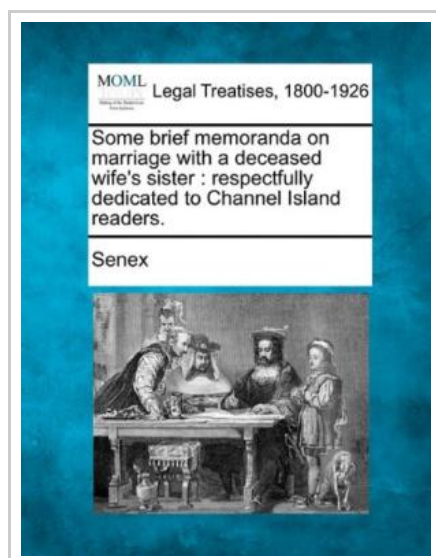 MOML
Legal Treatises, 1800-1926
Some brief memoranda on
marriage with a deceased
wife's sister : respectfully
dedicated to Channel Island
readers.
Senex